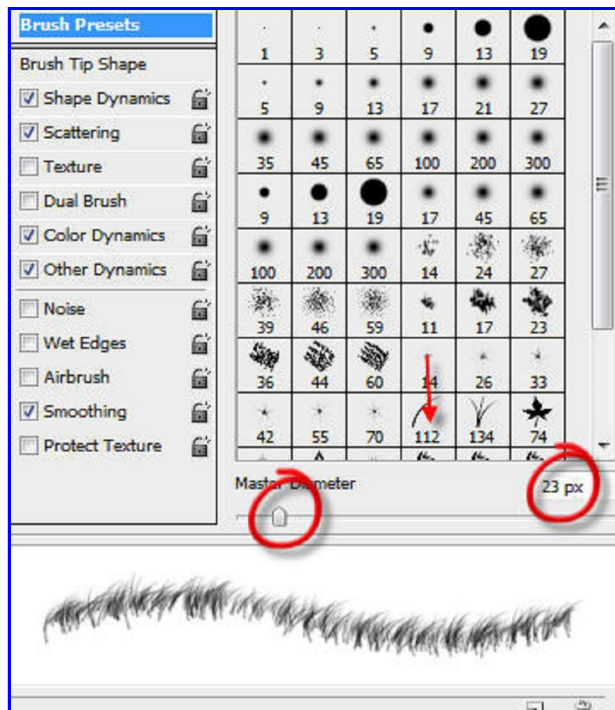 Brush Presets
Brush Tip Shape
Shape Dynamics
Scattering
Texture
Dual Brush
Color Dynamics
Other Dynamics
Noise
Wet Edges
Airbrush
Smoothing
Protect Texture
1 3 5 9 13 19
5 9 13 17 21 27
35 45 65 100 200 300
9 13 19 17 45 65
100 200 300 14 24 27
39 46 59 11 17 23
36 44 60 14 26 33
42 55 70 112 134 74
Master Diameter 23 px